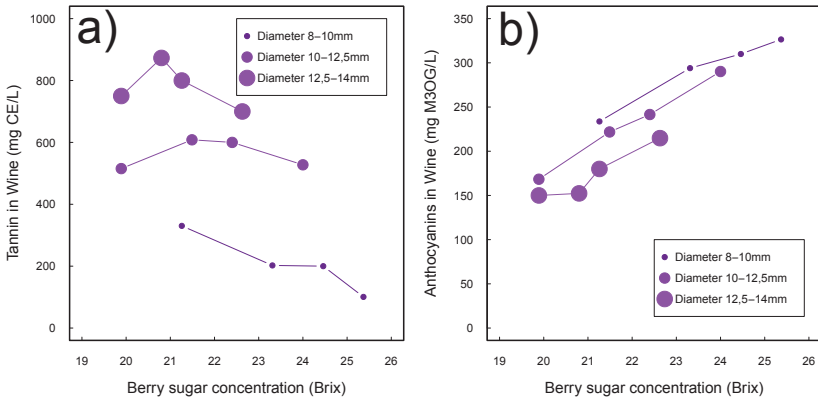 a)
Diameter 8–10mm
Diameter 10–12,5mm
Diameter 12,5–14mm
Tannin in Wine (mg CE/L)
1000
800
600
400
200
0
19 20 21 22 23 24 25 26
Berry sugar concentration (Brix)
b)
Anthocyanins in Wine (mg M3OG/L)
350
300
250
200
150
100
50
0
Diameter 8–10mm
Diameter 10–12,5mm
Diameter 12,5–14mm
19 20 21 22 23 24 25 26
Berry sugar concentration (Brix)